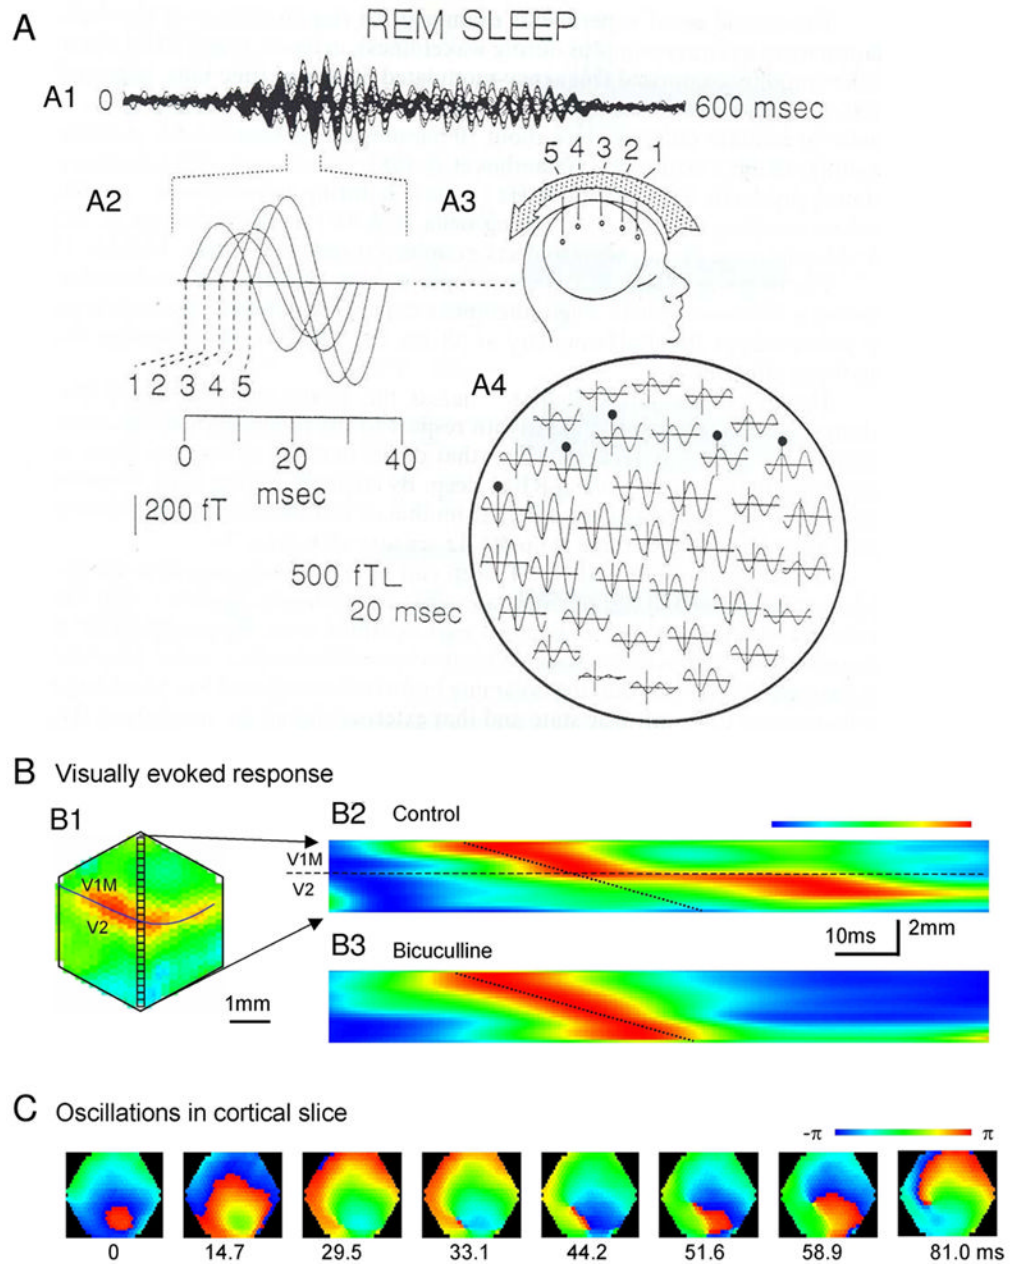 A
REM SLEEP
A1
0
600 msec
5 4 3 2 1
A2
A3
1 2 3 4 5
A4
0 20 40
msec
200 fT
500 fT
20 msec
B Visually evoked response
B1
B2 Control
V1M
V2
V1M
V2
10ms
2mm
B3 Bicuculline
1mm
C Oscillations in cortical slice
-π π
0 14.7 29.5 33.1 44.2 51.6 58.9 81.0 ms